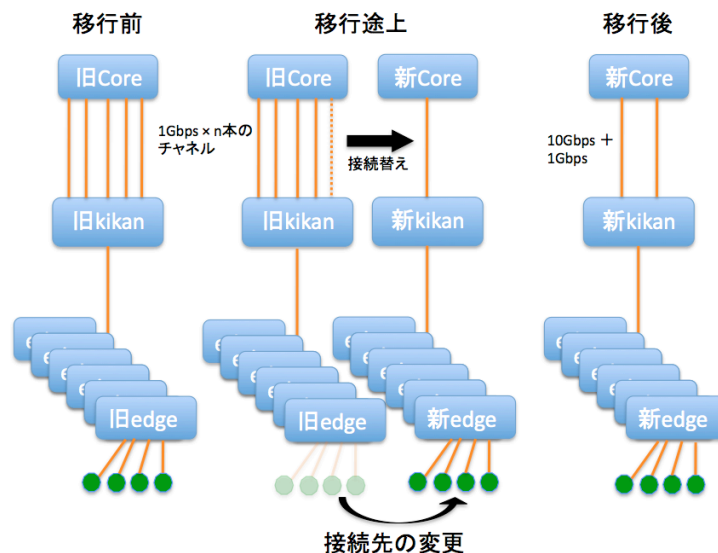 移行前
移行途上
移行後
旧Core
旧Core
新Core
新Core
1Gbps×n本の
チャネル
接続替え
10Gbps＋
1Gbps
旧kikan
旧kikan
新kikan
新kikan
旧edge
旧edge
新edge
新edge
接続先の変更